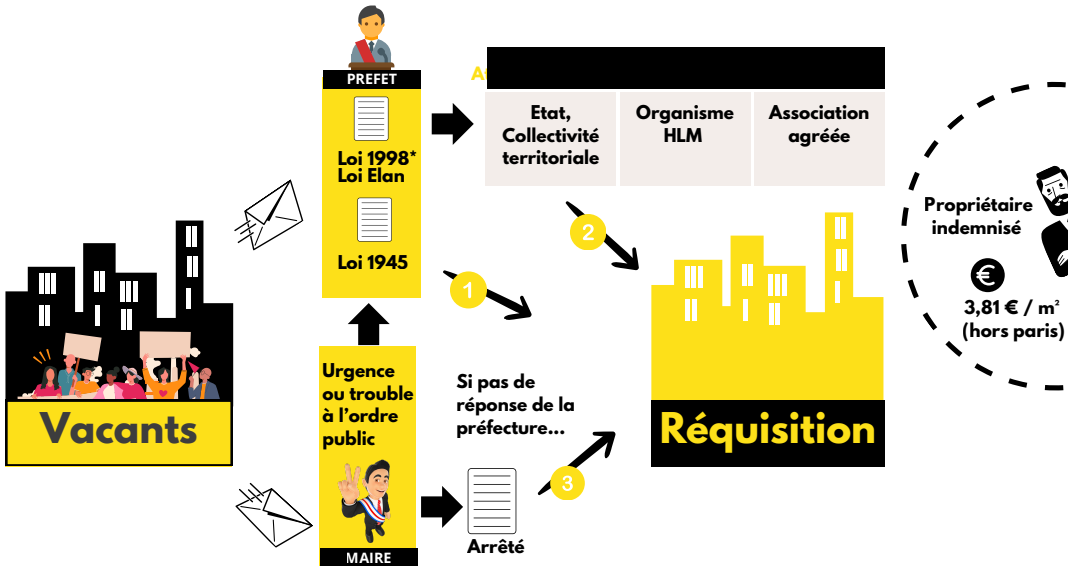 PREFET
Loi 1998*
Loi Elan
Loi 1945
Etat,
Collectivité
territoriale
Organisme
HLM
Association
agréée
Propriétaire
indemnisé
€
3,81 € / m²
(hors paris)
1
2
Vacants
Urgence
ou trouble
à l'ordre
public
MAIRE
Si pas de
réponse de la
préfecture...
3
Arrêté
Réquisition